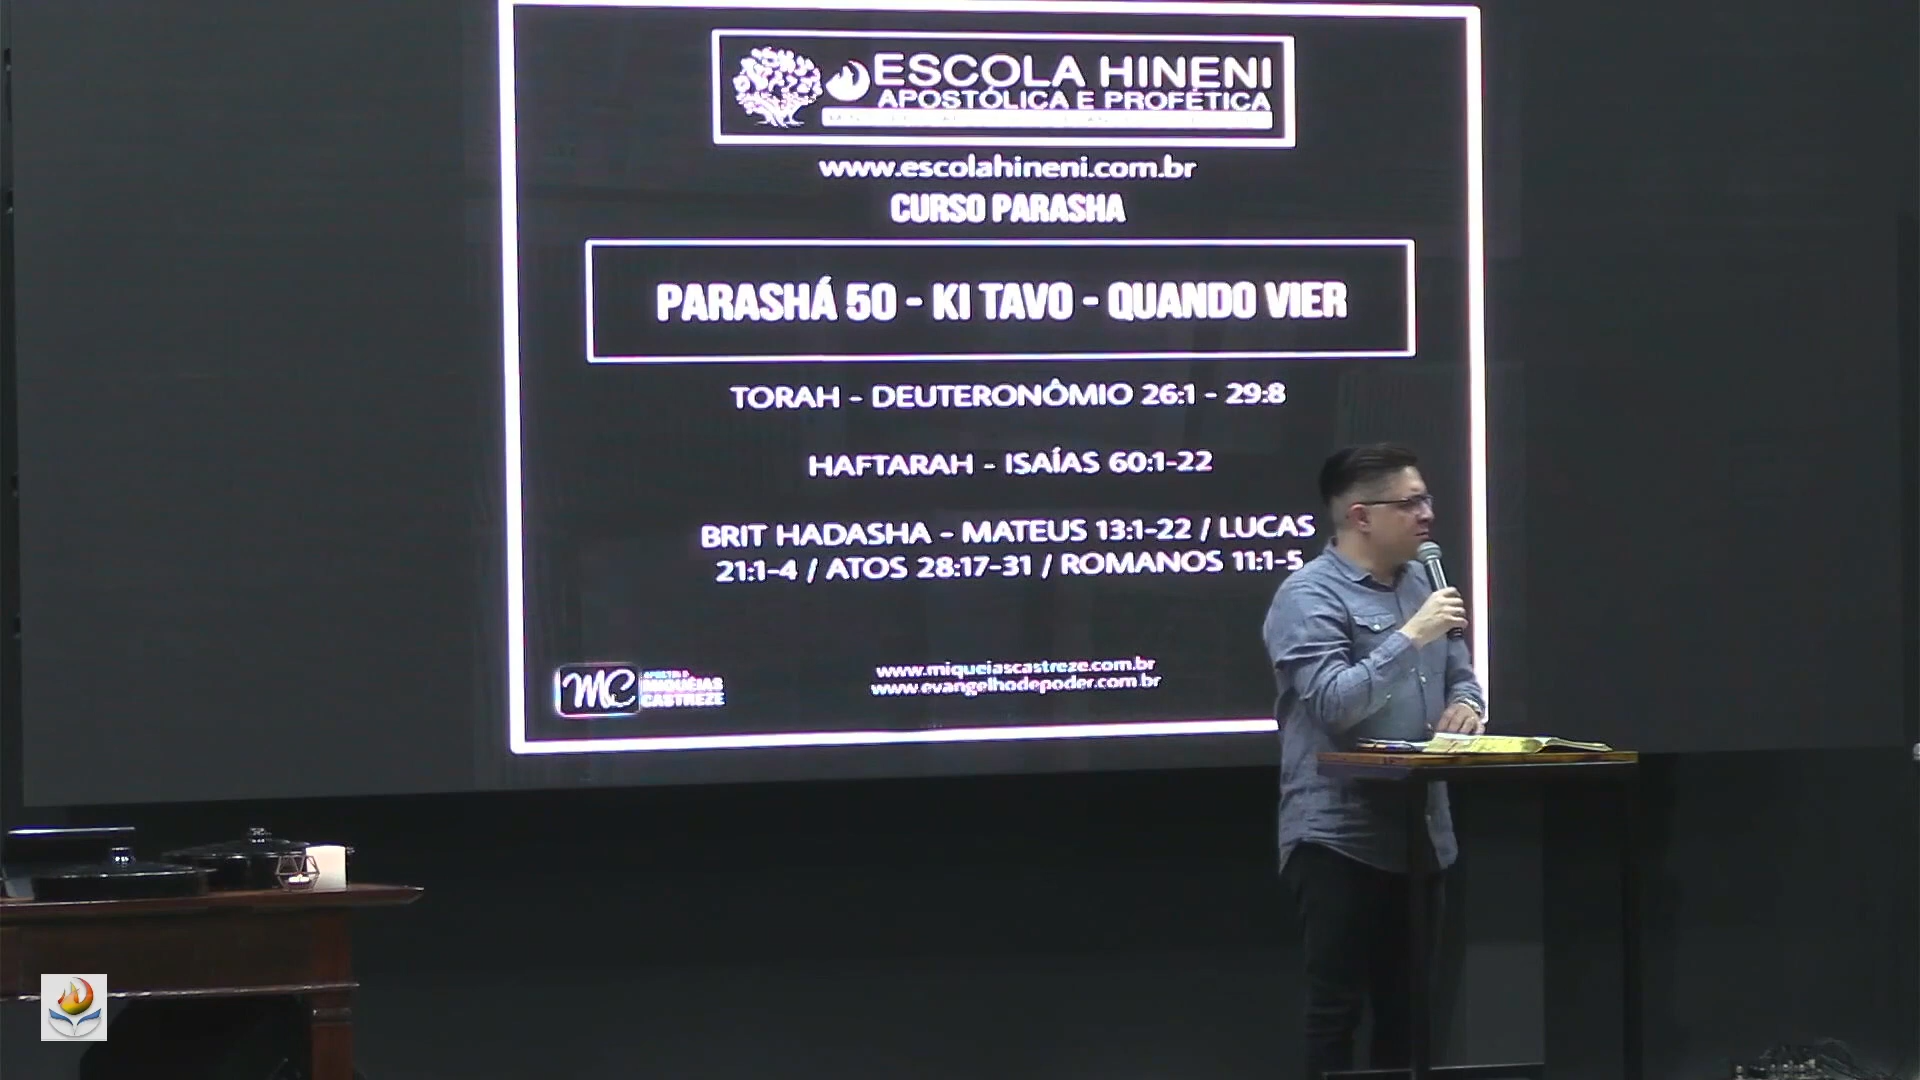 ESCOLA HINENI
APOSTÓLICA E PROFÉTICA
www.escolahineni.com.br
CURSO PARASHA
PARASHÁ 50 - KI TAVO - QUANDO VIER
TORAH - DEUTERONÔMIO 26:1 - 29:8
HAFTARAH - ISAÍAS 60:1-22
BRIT HADASHA - MATEUS 13:1-22 / LUCAS
21:1-4 / ATOS 28:17-31 / ROMANOS 11:1-5
MC
MIQUÉIAS
CASTREZE
www.miqueiascastreze.com.br
www.evangelhodepoder.com.br